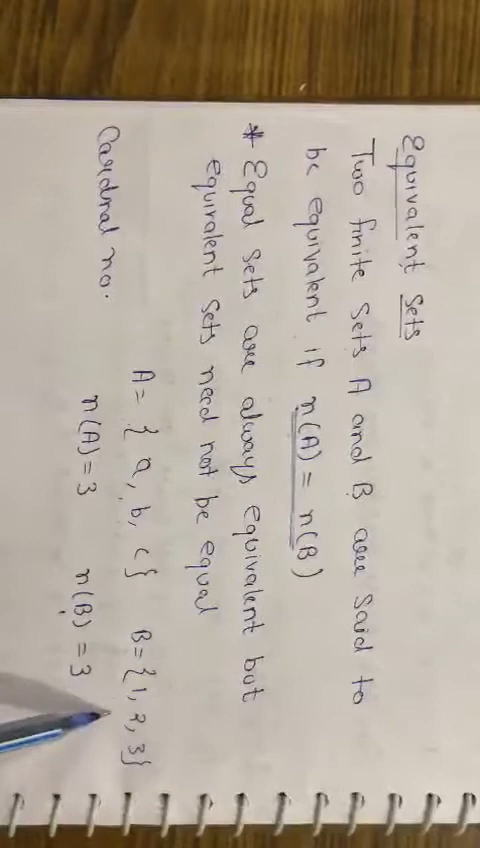 Equivalent Sets
Two finite sets A and B are said to
be equivalent if n(A) = n(B)
* Equal sets are always equivalent but
equivalent sets need not be equal
A = { a, b, c} B = {1, 2, 3}
Cardinal no. n(A) = 3 n(B) = 3